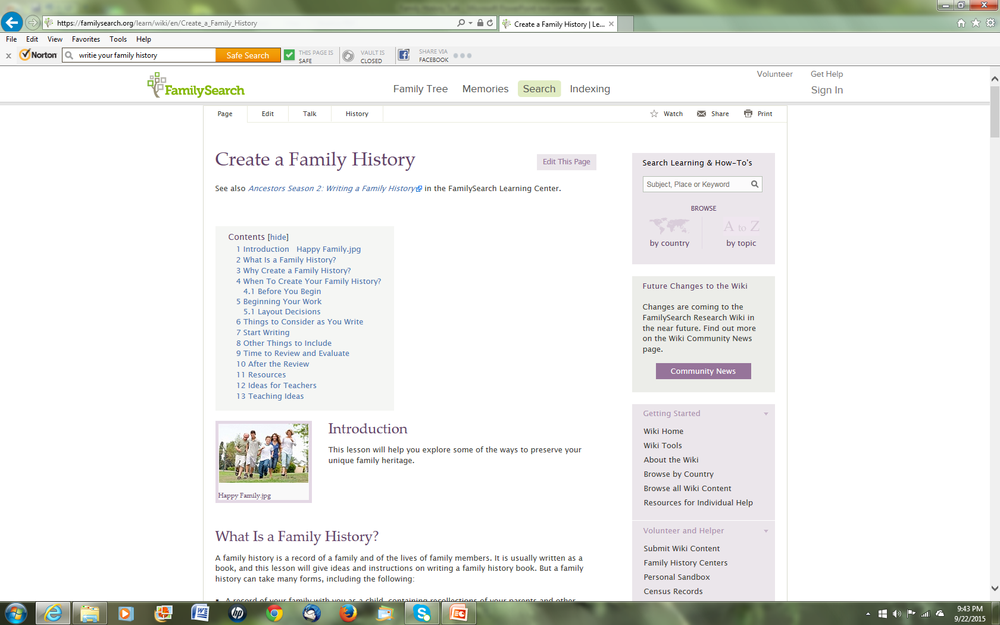 https://familysearch.org/learn/wiki/en/Create_a_Family_History
Create a Family History | Le...
File Edit View Favorites Tools Help
x Norton writie your family history Safe Search THIS PAGE IS SAFE VAULT IS CLOSED SHARE VIA FACEBOOK
Volunteer Get Help
FamilySearch Family Tree Memories Search Indexing Sign In
Page Edit Talk History Watch Share Print
Create a Family History
Edit This Page
See also Ancestors Season 2: Writing a Family History in the FamilySearch Learning Center.
Contents [hide]
1 Introduction Happy Family.jpg
2 What Is a Family History?
3 Why Create a Family History?
4 When To Create Your Family History?
4.1 Before You Begin
5 Beginning Your Work
5.1 Layout Decisions
6 Things to Consider as You Write
7 Start Writing
8 Other Things to Include
9 Time to Review and Evaluate
10 After the Review
11 Resources
12 Ideas for Teachers
13 Teaching Ideas
Happy Family.jpg
Introduction
This lesson will help you explore some of the ways to preserve your
unique family heritage.
What Is a Family History?
A family history is a record of a family and of the lives of family members. It is usually written as a
book, and this lesson will give ideas and instructions on writing a family history book. But a family
history can take many forms, including the following:
A record of your family with you as a child, containing recollections of your parents and other
Search Learning & How-To's
Subject, Place or Keyword
BROWSE
A to Z
by country by topic
Future Changes to the Wiki
Changes are coming to the
FamilySearch Research Wiki in
the near future. Find out more
on the Wiki Community News
page.
Community News
Getting Started
Wiki Home
Wiki Tools
About the Wiki
Browse by Country
Browse all Wiki Content
Resources for Individual Help
Volunteer and Helper
Submit Wiki Content
Family History Centers
Personal Sandbox
Census Records
9:43 PM
9/22/2015